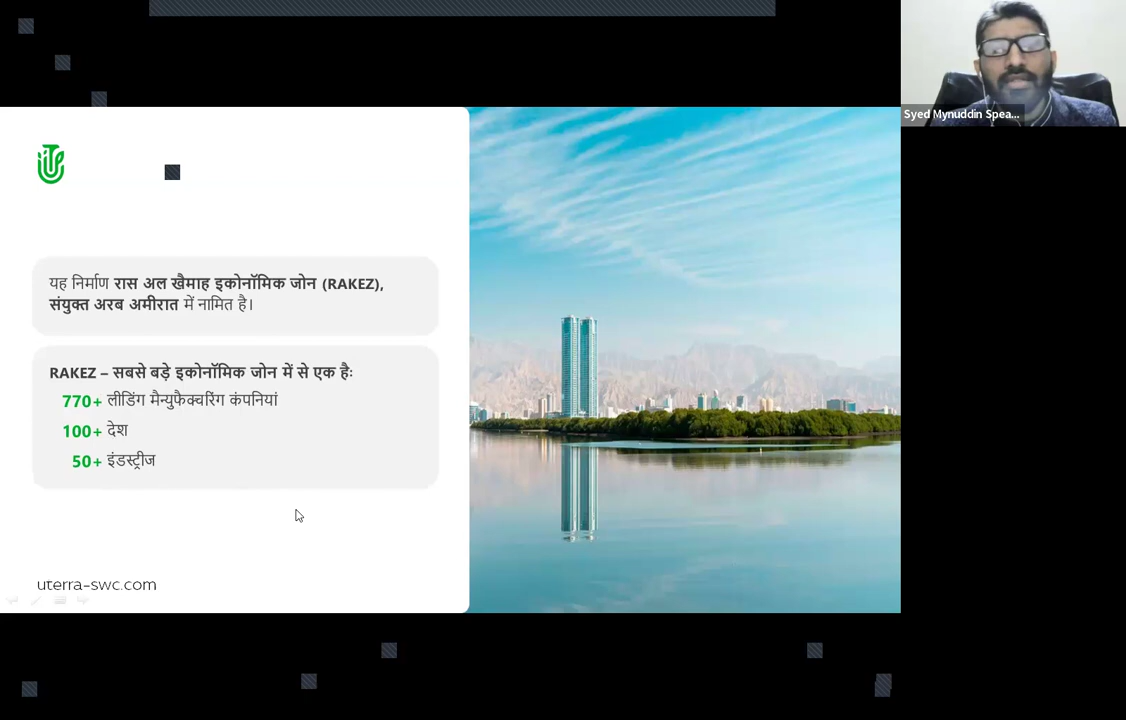 Syed Mynuddin Spea...
यह निर्माण रास अल खैमाह इकोनॉमिक जोन (RAKEZ),
संयुक्त अरब अमीरात में नामित है।
RAKEZ – सबसे बड़े इकोनॉमिक जोन में से एक है:
770+ लीडिंग मैन्युफैक्चरिंग कंपनियां
100+ देश
50+ इंडस्ट्रीज
uterra-swc.com